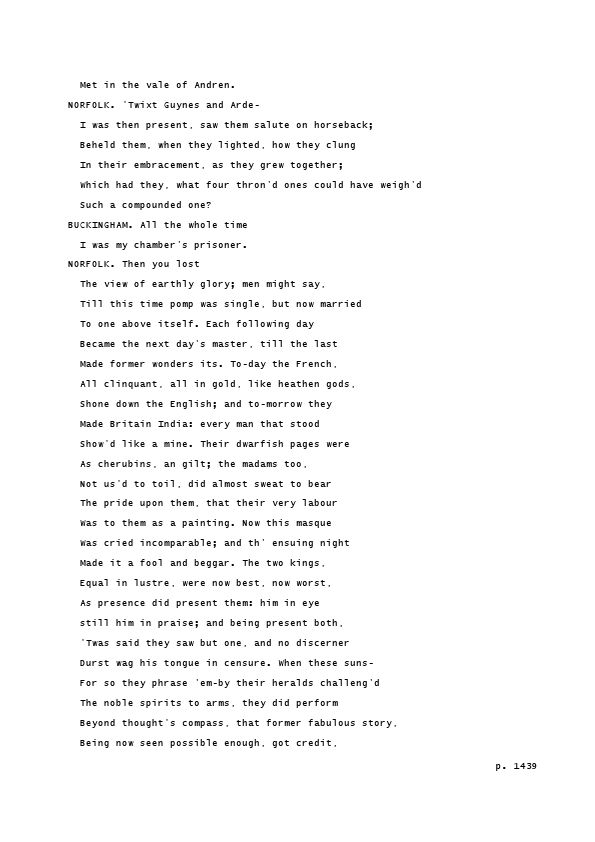 Met in the vale of Andren.
NORFOLK. 'Twixt Guynes and Arde-
I was then present, saw them salute on horseback;
Beheld them, when they lighted, how they clung
In their embracement, as they grew together;
Which had they, what four thron'd ones could have weigh'd
Such a compounded one?
BUCKINGHAM. All the whole time
I was my chamber's prisoner.
NORFOLK. Then you lost
The view of earthly glory; men might say,
Till this time pomp was single, but now married
To one above itself. Each following day
Became the next day's master, till the last
Made former wonders its. To-day the French,
All clinquant, all in gold, like heathen gods,
Shone down the English; and to-morrow they
Made Britain India: every man that stood
Show'd like a mine. Their dwarfish pages were
As cherubins, an gilt; the madams too,
Not us'd to toil, did almost sweat to bear
The pride upon them, that their very labour
Was to them as a painting. Now this masque
Was cried incomparable; and th' ensuing night
Made it a fool and beggar. The two kings,
Equal in lustre, were now best, now worst,
As presence did present them: him in eye
still him in praise; and being present both,
'Twas said they saw but one, and no discerner
Durst wag his tongue in censure. When these suns-
For so they phrase 'em-by their heralds challeng'd
The noble spirits to arms, they did perform
Beyond thought's compass, that former fabulous story,
Being now seen possible enough, got credit,
p. 1439